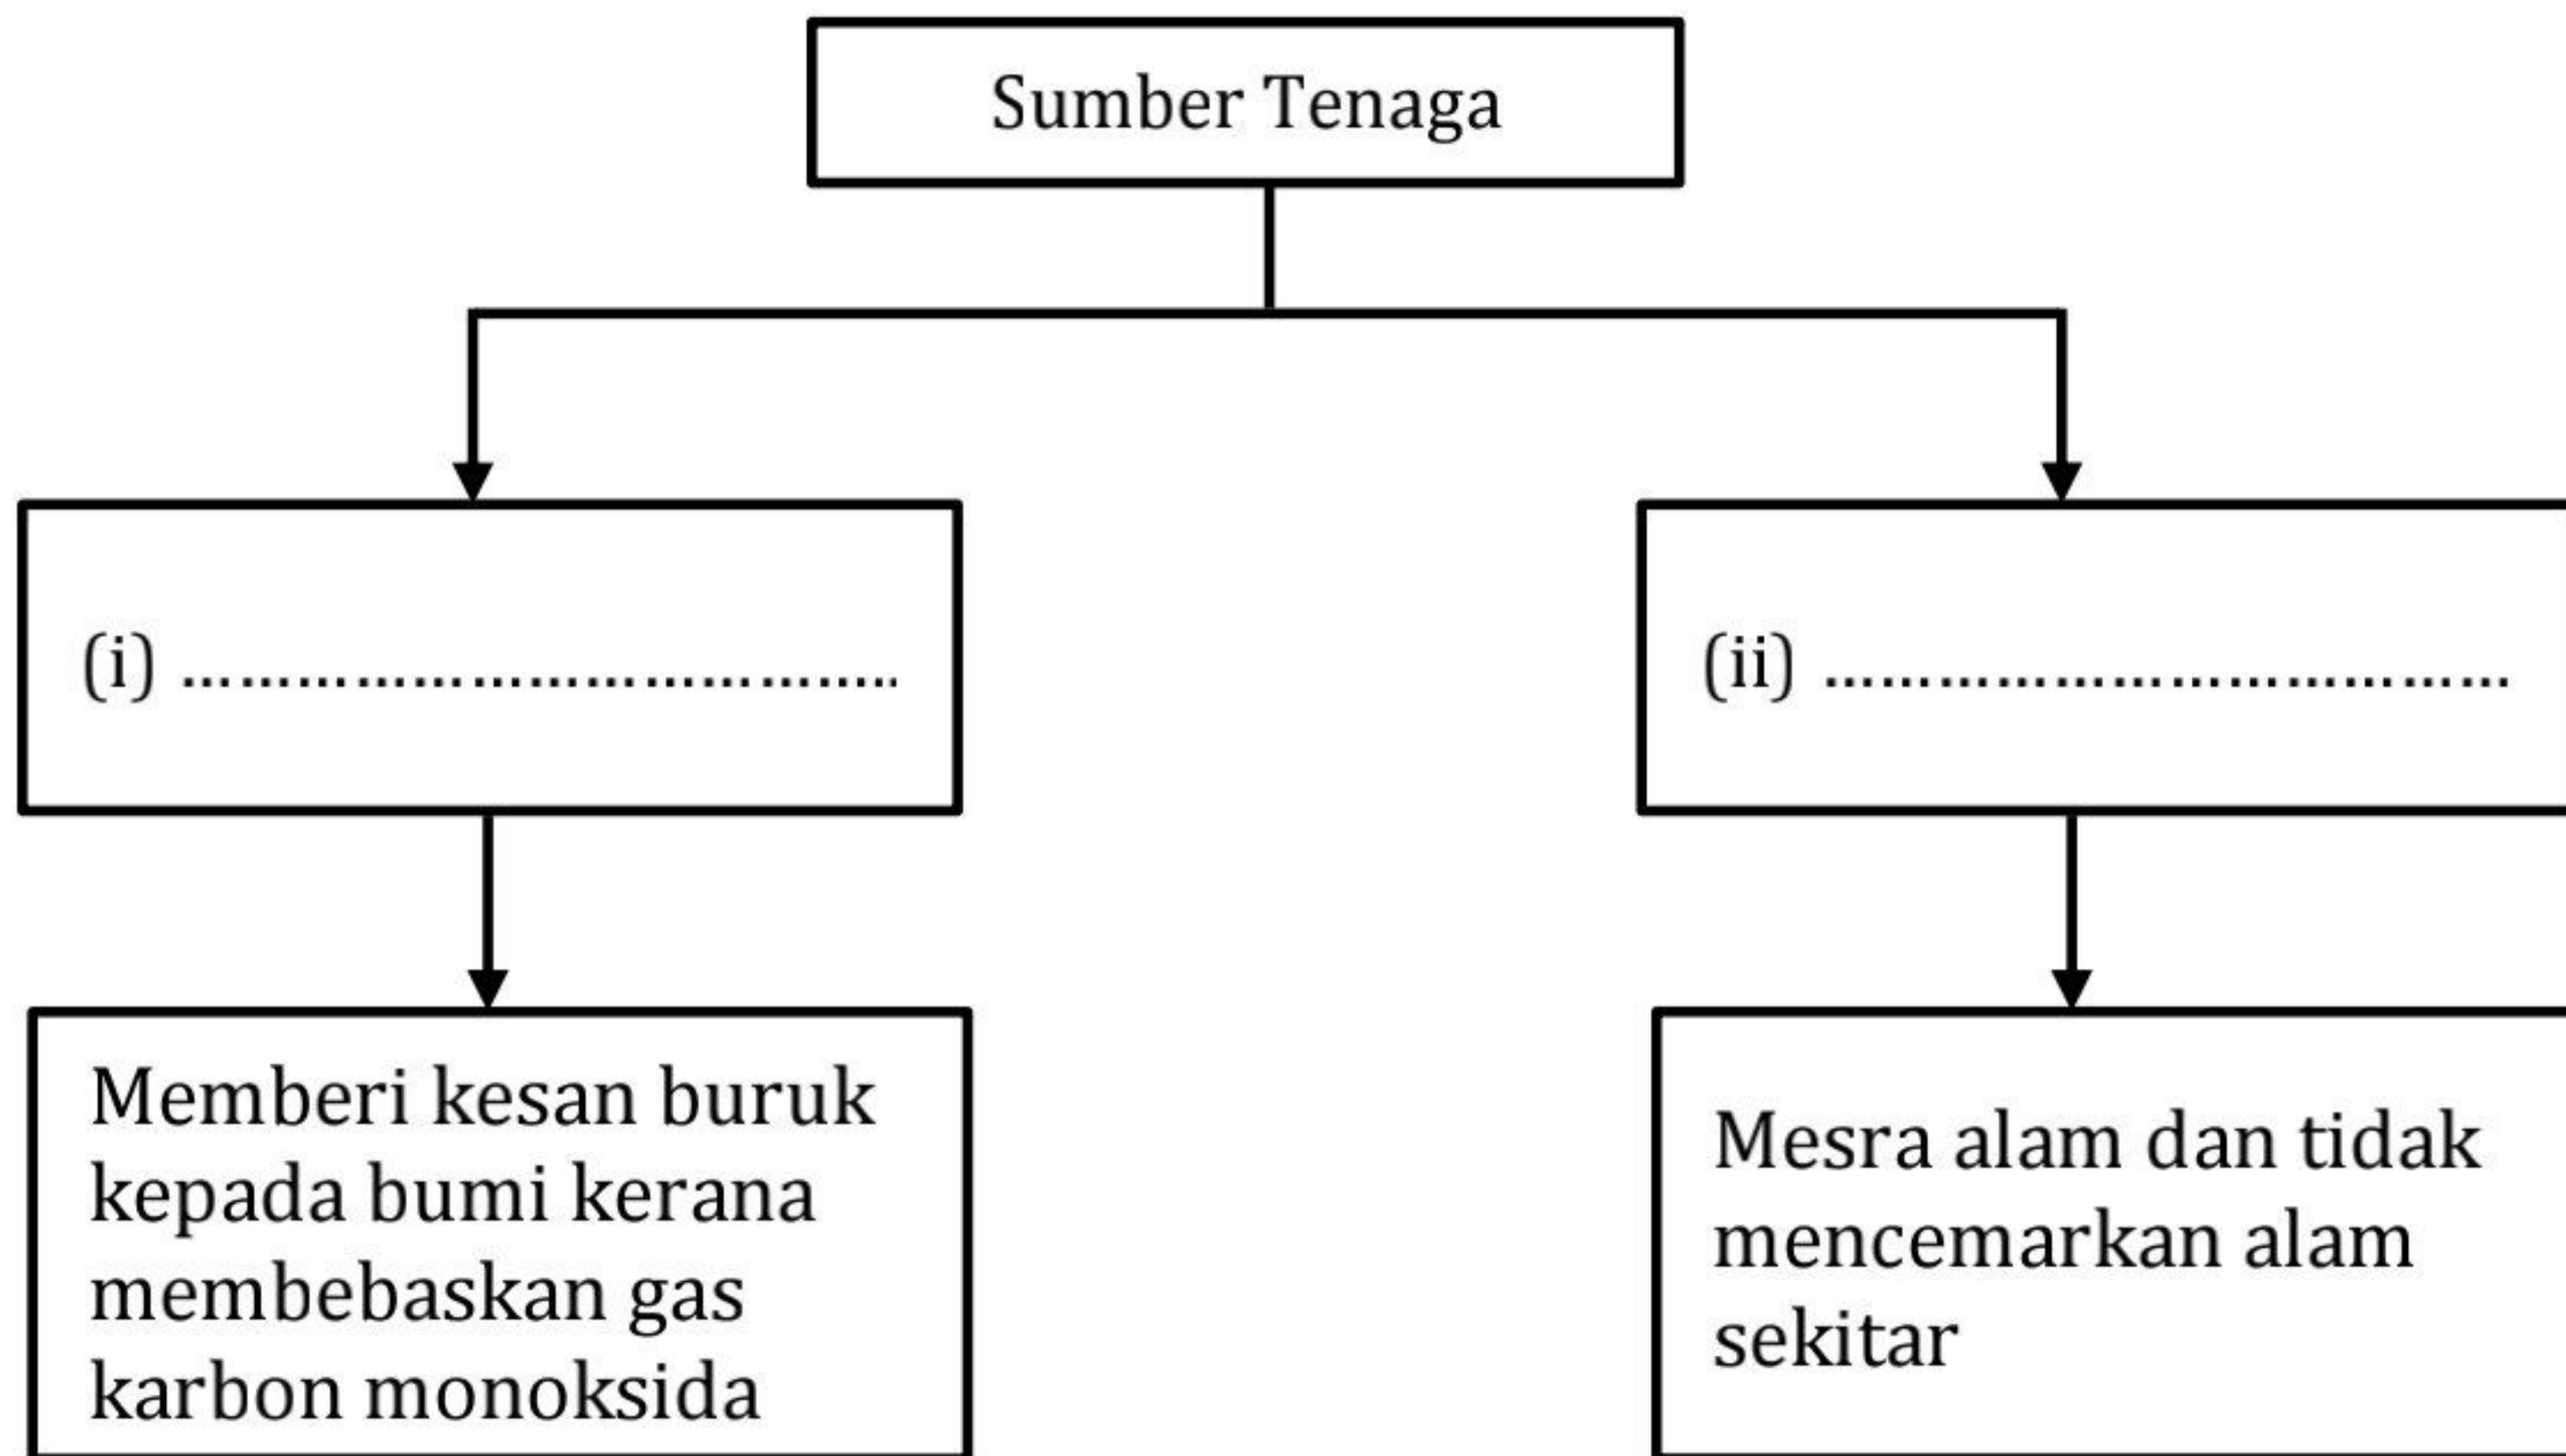 Sumber Tenaga
(i) ......................................
(ii) ....................................
Memberi kesan buruk
kepada bumi kerana
membebaskan gas
karbon monoksida
Mesra alam dan tidak
mencemarkan alam
sekitar